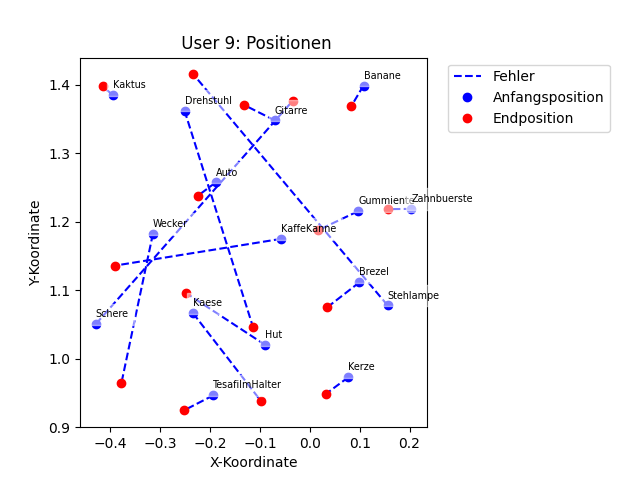 User 9: Positionen
Fehler
Anfangsposition
Endposition
Kaktus
Banane
Drehstuhl
Gitarre
Auto
Gummiente
Zahnbuerste
Wecker
KaffeKanne
Brezel
Stehlampe
Kaese
Schere
Hut
Kerze
TesafilmHalter
Y-Koordinate
1.4
1.3
1.2
1.1
1.0
0.9
−0.4
−0.3
−0.2
−0.1
0.0
0.1
0.2
X-Koordinate